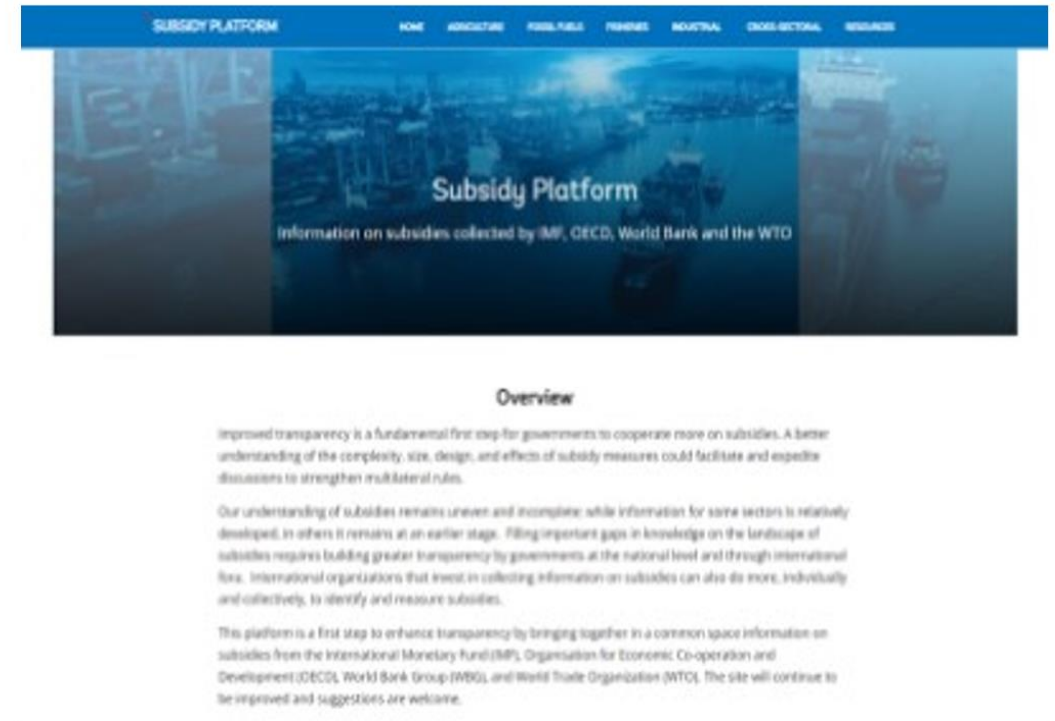 SUBSIDY PLATFORM
HOME AGRICULTURE FOSSIL FUELS FISHERIES INDUSTRIAL CROSS-SECTORAL RESOURCES
Subsidy Platform
Information on subsidies collected by IMF, OECD, World Bank and the WTO
Overview
Improved transparency is a fundamental first step for governments to cooperate more on subsidies. A better
understanding of the complexity, size, design, and effects of subsidy measures could facilitate and expedite
discussions to strengthen multilateral rules.
Our understanding of subsidies remains uneven and incomplete: while information for some sectors is relatively
developed, in others it remains at an earlier stage. Filling important gaps in knowledge on the landscape of
subsidies requires building greater transparency by governments at the national level and through international
fora. International organizations that invest in collecting information on subsidies can also do more, individually
and collectively, to identify and measure subsidies.
This platform is a first step to enhance transparency by bringing together in a common space information on
subsidies from the International Monetary Fund (IMF), Organisation for Economic Co-operation and
Development (OECD), World Bank Group (WBG), and World Trade Organization (WTO). The site will continue to
be improved and suggestions are welcome.